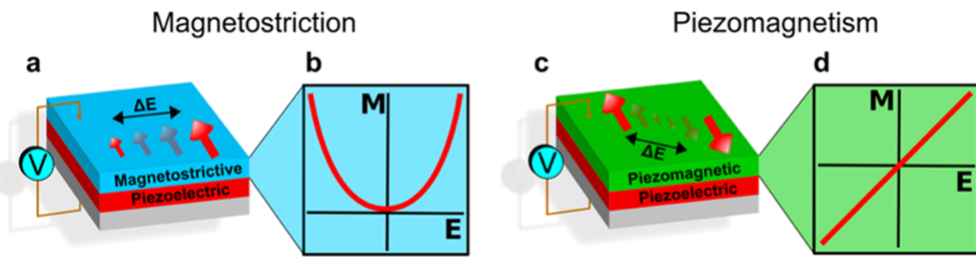 Magnetostriction
Piezomagnetism
a
b
c
d
ΔE
M
E
V
Magnetostrictive
Piezoelectric
ΔE
M
E
V
Piezomagnetic
Piezoelectric